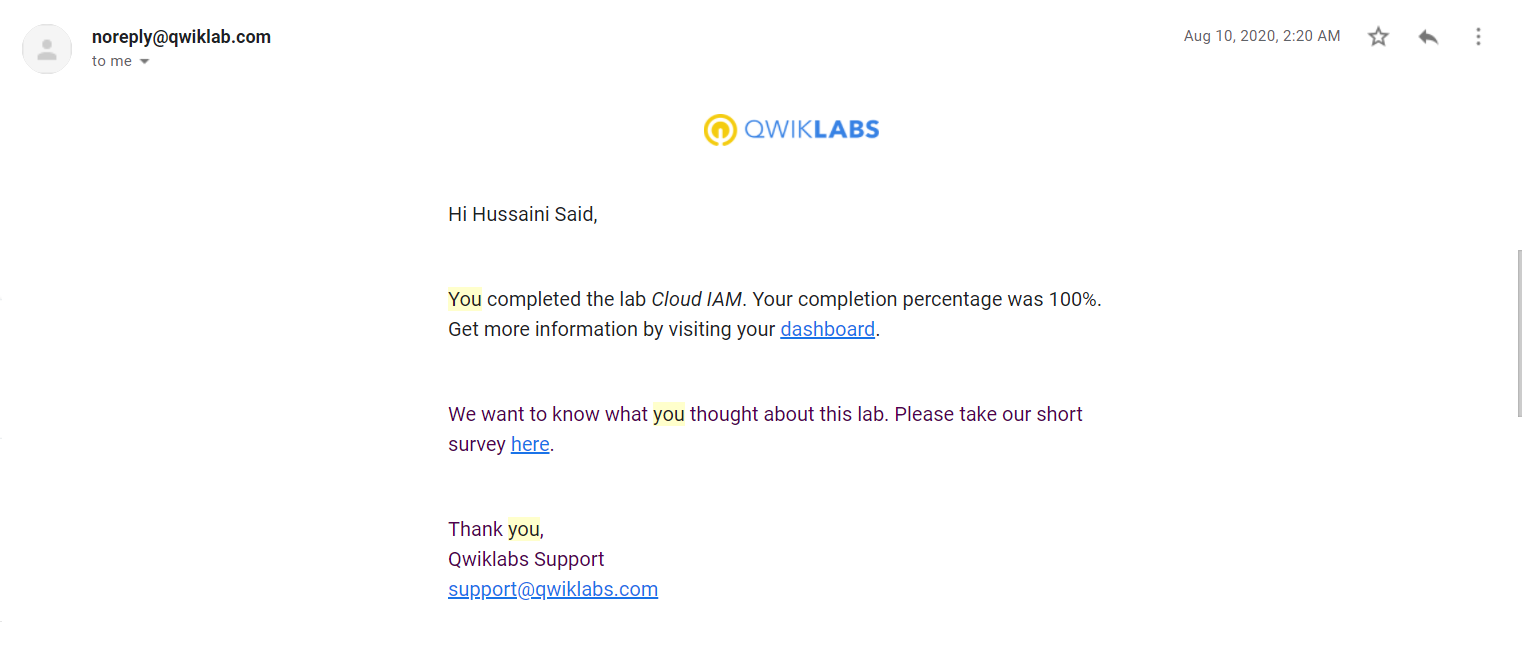 noreply@qwiklab.com
Aug 10, 2020, 2:20 AM
to me
QWIKLABS
Hi Hussaini Said,
You completed the lab Cloud IAM. Your completion percentage was 100%.
Get more information by visiting your dashboard.
We want to know what you thought about this lab. Please take our short
survey here.
Thank you,
Qwiklabs Support
support@qwiklabs.com